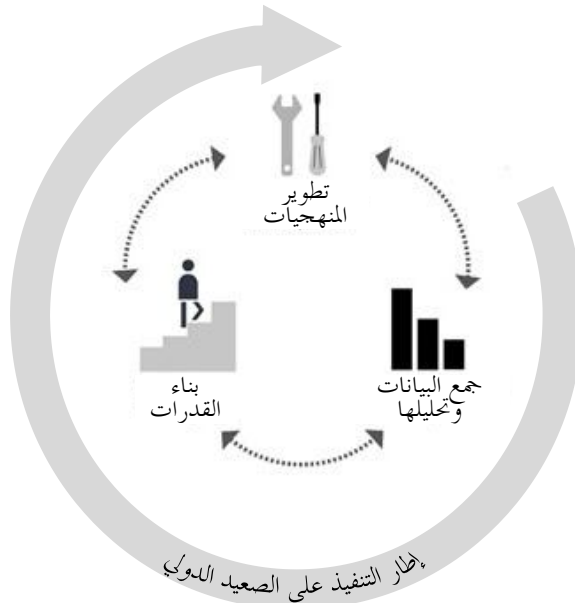 تطوير
المنهجيات
جمع البيانات
وتحليلها
بناء
القدرات
إطار التنفيذ على الصعيد الدولي